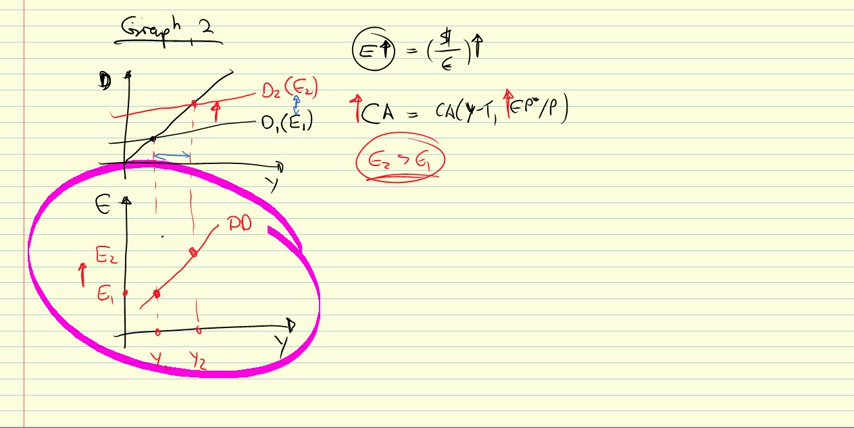 Graph 2
E↑ = ($/€)↑
D
D₂(E₂)
D₁(E₁)
↑CA = CA(Y-T, ↑EP*/P)
E₂ > E₁
Y
E
DD
E₂
↑
E₁
Y₁ Y₂
Y